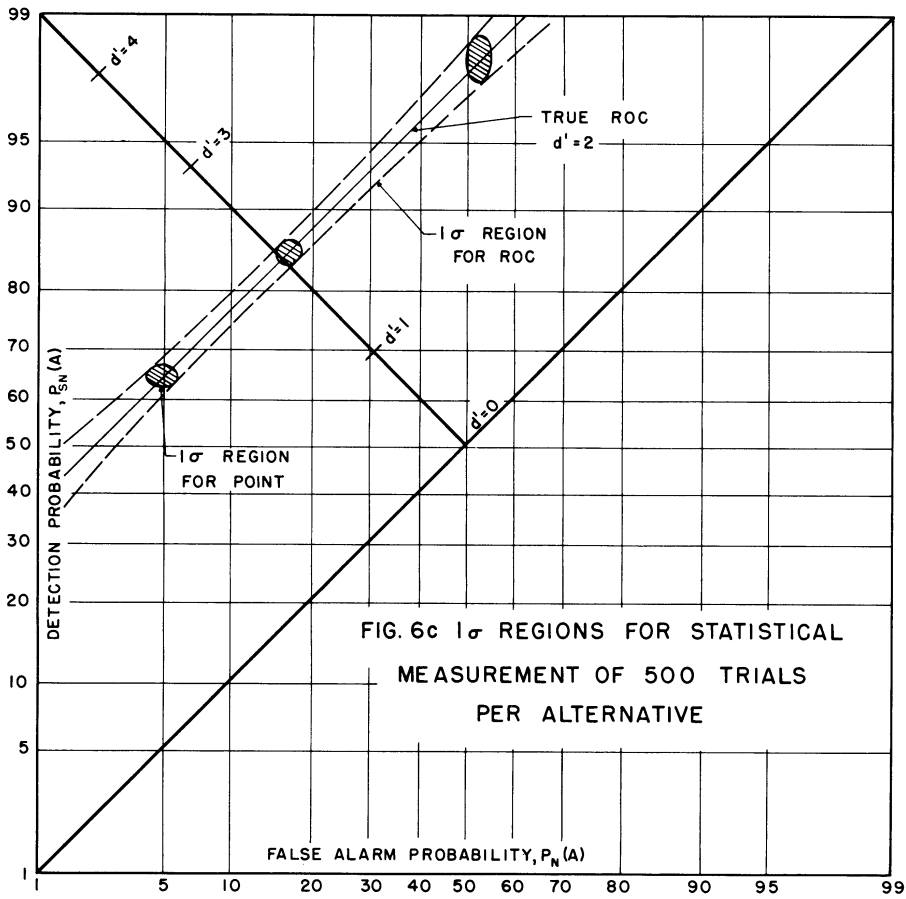 99
95
90
80
70
60
50
40
30
20
10
5
1
DETECTION PROBABILITY, P_SN(A)
d'=4
d'=3
d'=1
d'=0
TRUE ROC
d'=2
1σ REGION
FOR ROC
1σ REGION
FOR POINT
FIG. 6c 1σ REGIONS FOR STATISTICAL
MEASUREMENT OF 500 TRIALS
PER ALTERNATIVE
FALSE ALARM PROBABILITY, P_N(A)
1 5 10 20 30 40 50 60 70 80 90 95 99